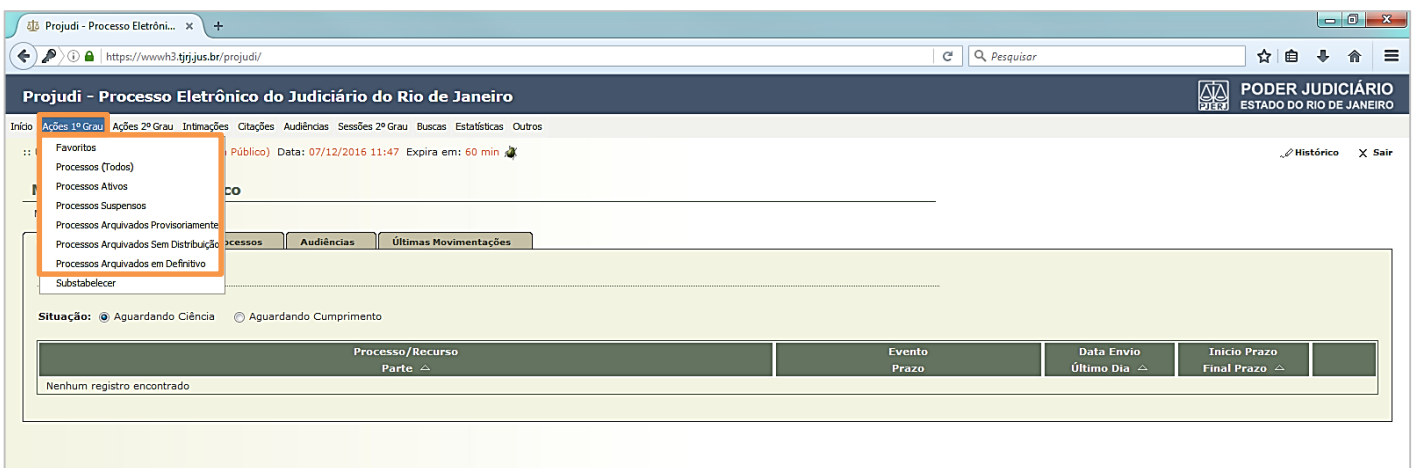 Projudi - Processo Eletrôni...
https://wwwh3.tjrj.jus.br/projudi/
Pesquisar
Projudi - Processo Eletrônico do Judiciário do Rio de Janeiro
PODER JUDICIÁRIO
PJERJ ESTADO DO RIO DE JANEIRO
Início Ações 1º Grau Ações 2º Grau Intimações Citações Audiências Sessões 2º Grau Buscas Estatísticas Outros
Público) Data: 07/12/2016 11:47 Expira em: 60 min
Histórico X Sair
Favoritos
Processos (Todos)
Processos Ativos
Processos Suspensos
Processos Arquivados Provisoriamente
Processos Arquivados Sem Distribuição
Processos Arquivados em Definitivo
Substabelecer
Audiências Últimas Movimentações
Situação: Aguardando Ciência Aguardando Cumprimento
Processo/Recurso Evento Data Envio Inicio Prazo
Parte Prazo Último Dia Final Prazo
Nenhum registro encontrado